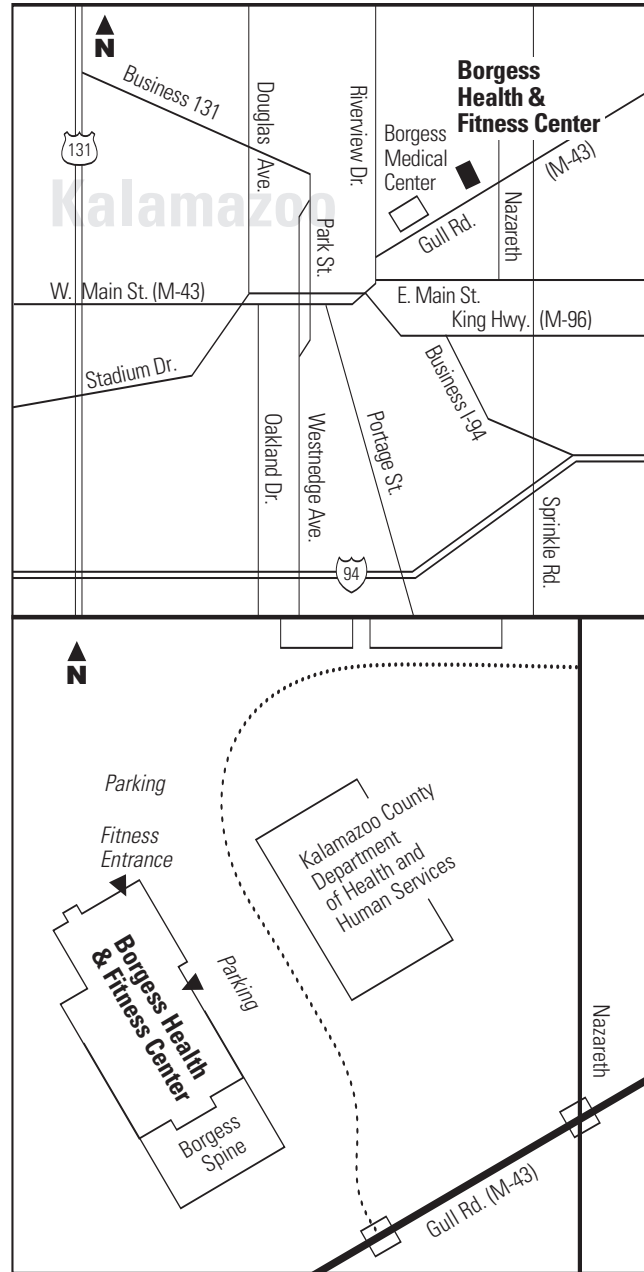 N
Business 131
131
Kalamazoo
Douglas Ave.
Riverview Dr.
Park St.
Borgess
Health &
Fitness Center
Borgess
Medical
Center
(M-43)
Gull Rd.
Nazareth
W. Main St. (M-43)
E. Main St.
King Hwy. (M-96)
Stadium Dr.
Business I-94
Oakland Dr.
Westnedge Ave.
Portage St.
Sprinkle Rd.
94
N
Parking
Fitness
Entrance
Kalamazoo County
Department
of Health and
Human Services
Borgess Health
& Fitness Center
Parking
Borgess
Spine
Nazareth
Gull Rd. (M-43)